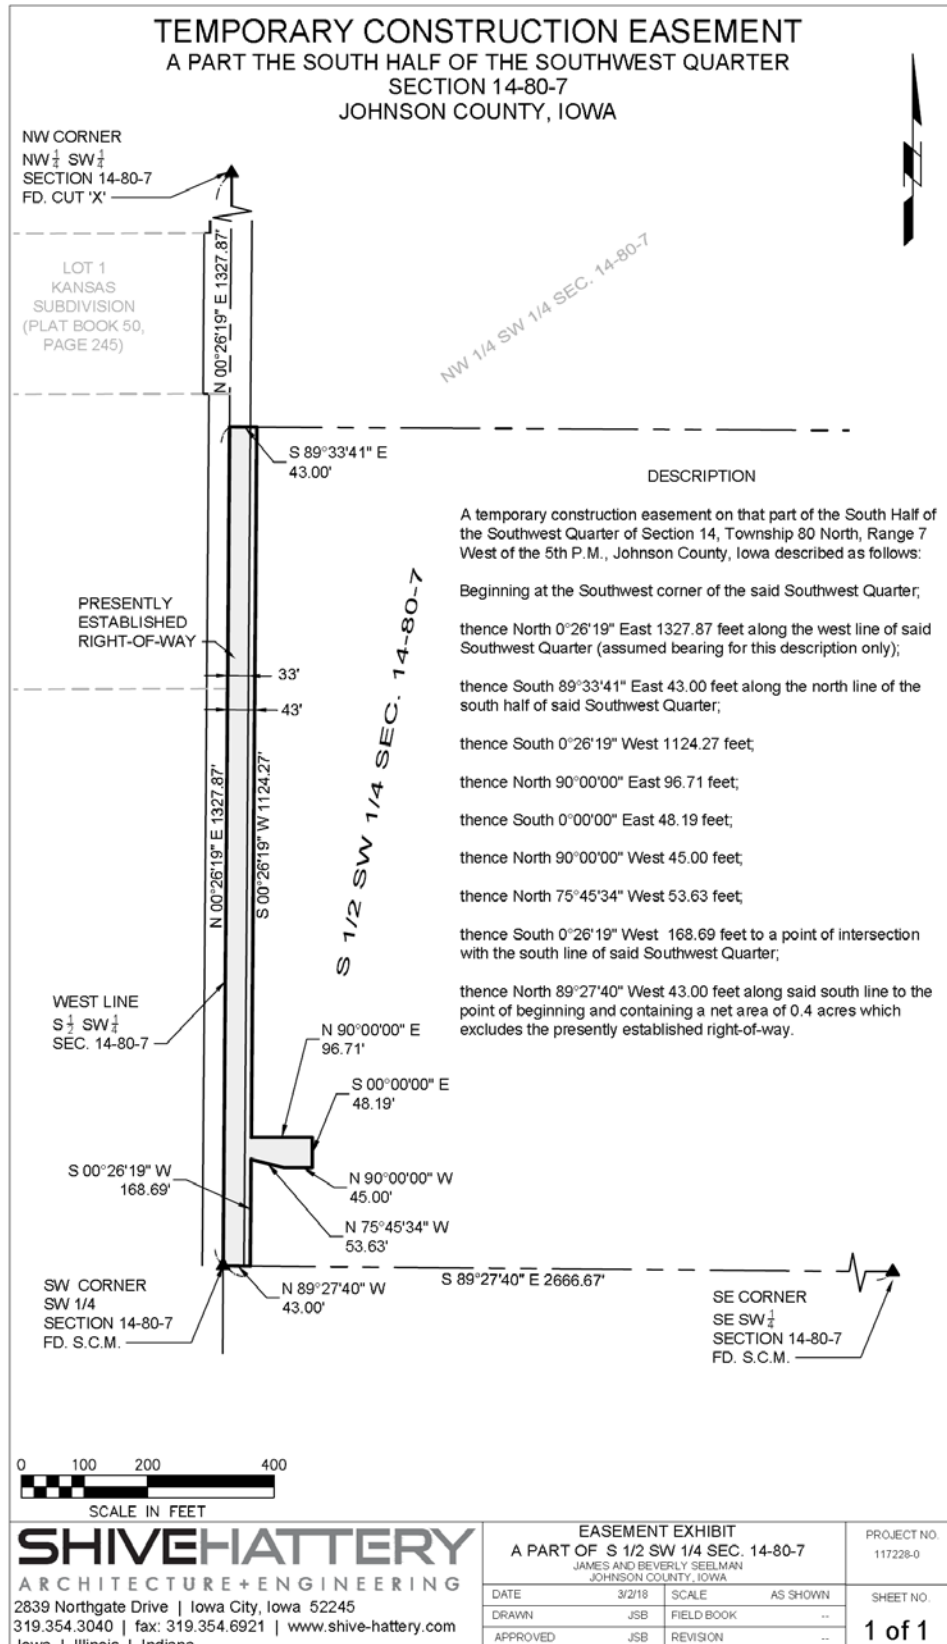 TEMPORARY CONSTRUCTION EASEMENT
A PART THE SOUTH HALF OF THE SOUTHWEST QUARTER
SECTION 14-80-7
JOHNSON COUNTY, IOWA
NW CORNER
NW 1/4 SW 1/4
SECTION 14-80-7
FD. CUT 'X'
LOT 1
KANSAS
SUBDIVISION
(PLAT BOOK 50,
PAGE 245)
N 00°26'19" E 1327.87'
NW 1/4 SW 1/4 SEC. 14-80-7
S 89°33'41" E
43.00'
DESCRIPTION
A temporary construction easement on that part of the South Half of
the Southwest Quarter of Section 14, Township 80 North, Range 7
West of the 5th P.M., Johnson County, Iowa described as follows:
Beginning at the Southwest corner of the said Southwest Quarter;
thence North 0°26'19" East 1327.87 feet along the west line of said
Southwest Quarter (assumed bearing for this description only);
thence South 89°33'41" East 43.00 feet along the north line of the
south half of said Southwest Quarter;
thence South 0°26'19" West 1124.27 feet;
thence North 90°00'00" East 96.71 feet;
thence South 0°00'00" East 48.19 feet;
thence North 90°00'00" West 45.00 feet;
thence North 75°45'34" West 53.63 feet;
thence South 0°26'19" West 168.69 feet to a point of intersection
with the south line of said Southwest Quarter;
thence North 89°27'40" West 43.00 feet along said south line to the
point of beginning and containing a net area of 0.4 acres which
excludes the presently established right-of-way.
PRESENTLY
ESTABLISHED
RIGHT-OF-WAY
33'
43'
S 1/2 SW 1/4 SEC. 14-80-7
N 00°26'19" E 1327.87'
S 00°26'19" W 1124.27'
WEST LINE
S 1/2 SW 1/4
SEC. 14-80-7
N 90°00'00" E
96.71'
S 00°00'00" E
48.19'
S 00°26'19" W
168.69'
N 90°00'00" W
45.00'
N 75°45'34" W
53.63'
SW CORNER
SW 1/4
SECTION 14-80-7
FD. S.C.M.
N 89°27'40" W
43.00'
S 89°27'40" E 2666.67'
SE CORNER
SE SW 1/4
SECTION 14-80-7
FD. S.C.M.
0 100 200 400
SCALE IN FEET
SHIVEHATTERY
ARCHITECTURE+ENGINEERING
2839 Northgate Drive | Iowa City, Iowa 52245
319.354.3040 | fax: 319.354.6921 | www.shive-hattery.com
Iowa | Illinois | Indiana
EASEMENT EXHIBIT
A PART OF S 1/2 SW 1/4 SEC. 14-80-7
JAMES AND BEVERLY SEELMAN
JOHNSON COUNTY, IOWA
DATE 3/2/18 SCALE AS SHOWN
DRAWN JSB FIELD BOOK --
APPROVED JSB REVISION --
PROJECT NO.
117228-0
SHEET NO.
1 of 1